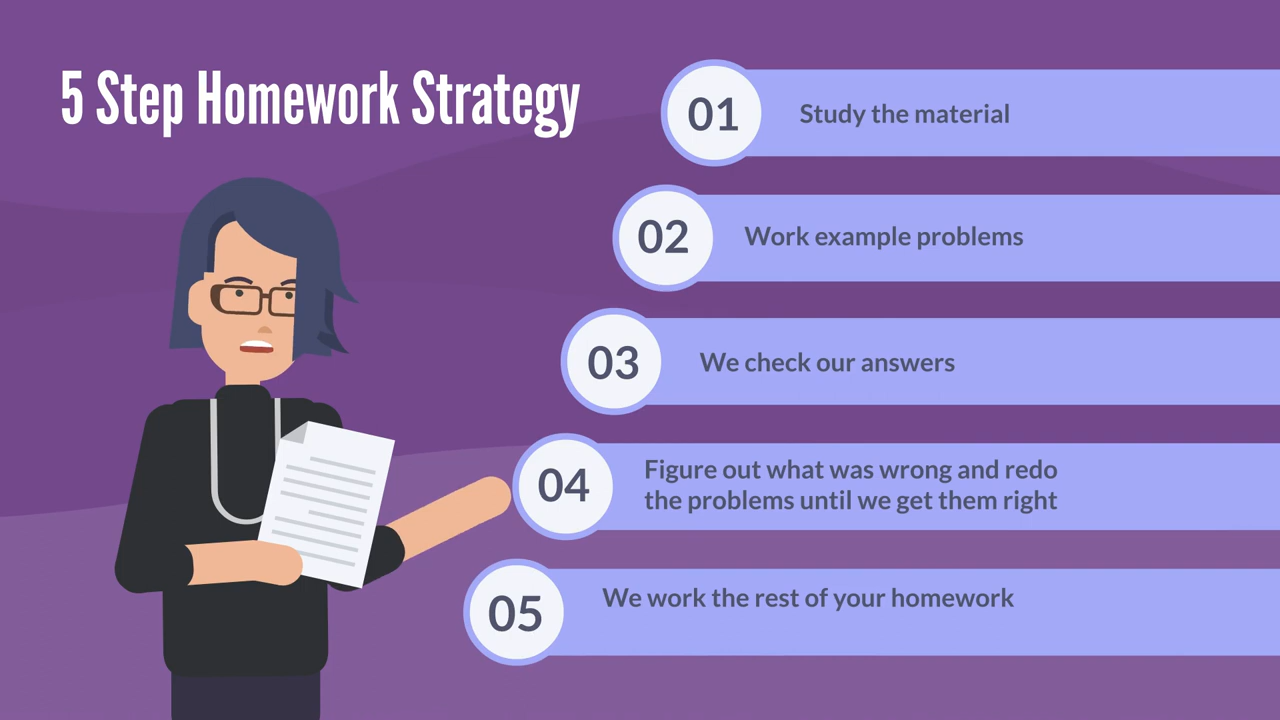 5 Step Homework Strategy
01
Study the material
02
Work example problems
03
We check our answers
04
Figure out what was wrong and redo
the problems until we get them right
05
We work the rest of your homework